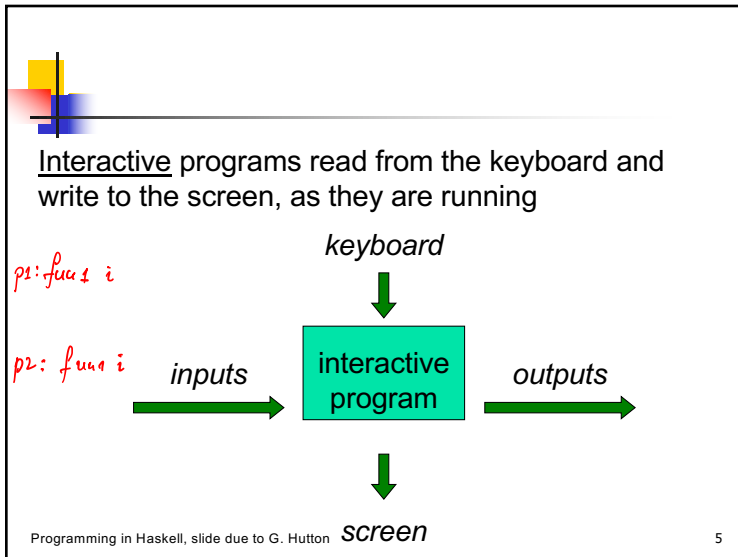 Interactive programs read from the keyboard and
write to the screen, as they are running
keyboard
p1: func1 i
p2: func1 i
inputs
interactive
program
outputs
screen
Programming in Haskell, slide due to G. Hutton
5